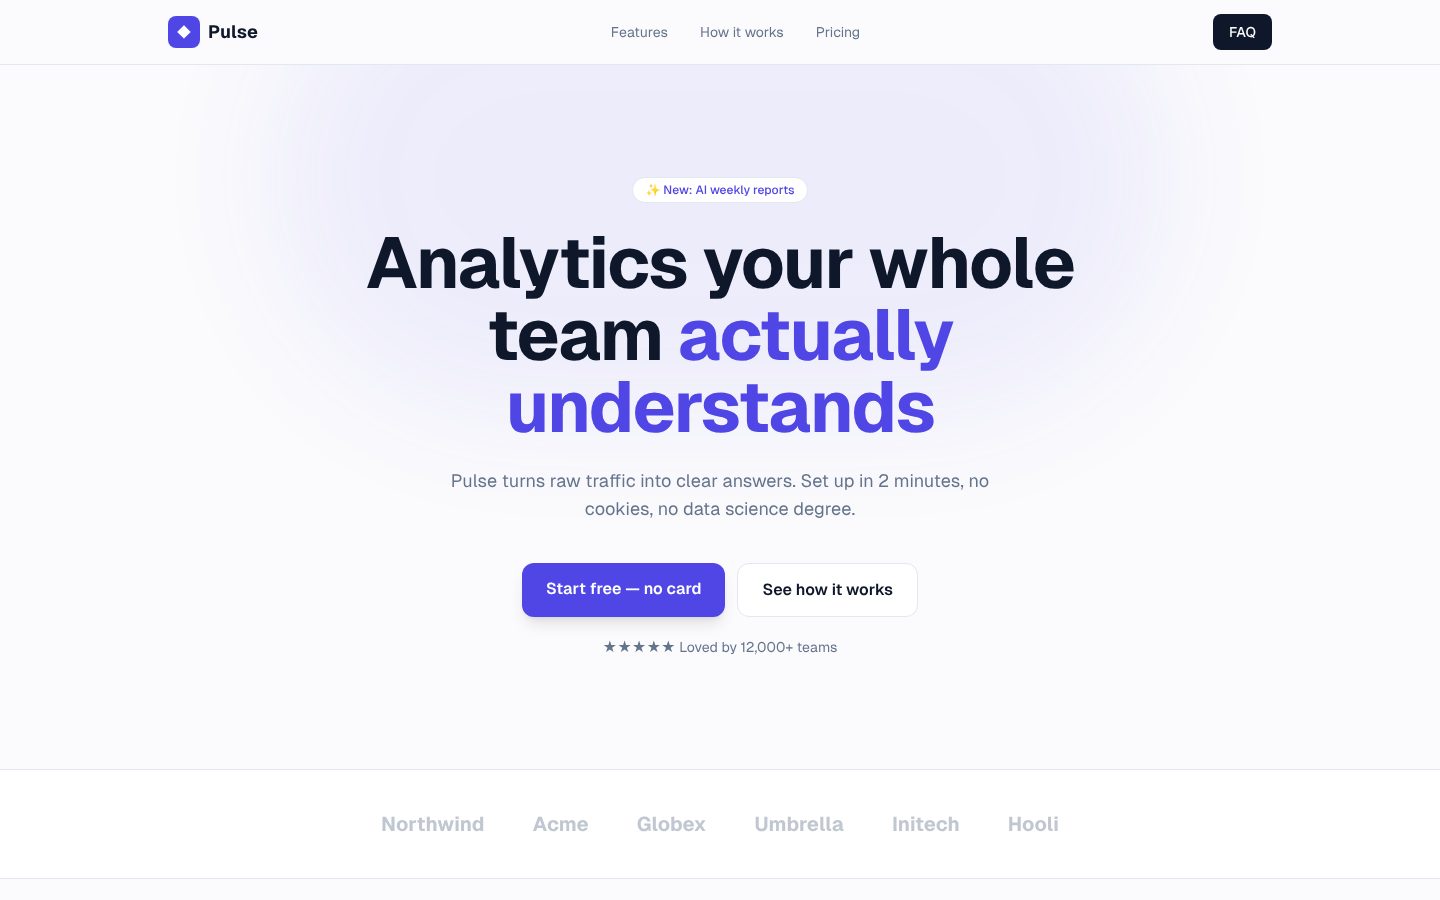 Pulse
Features
How it works
Pricing
FAQ
✨ New: AI weekly reports
Analytics your whole
team actually
understands
Pulse turns raw traffic into clear answers. Set up in 2 minutes, no
cookies, no data science degree.
Start free — no card
See how it works
★★★★★ Loved by 12,000+ teams
Northwind
Acme
Globex
Umbrella
Initech
Hooli